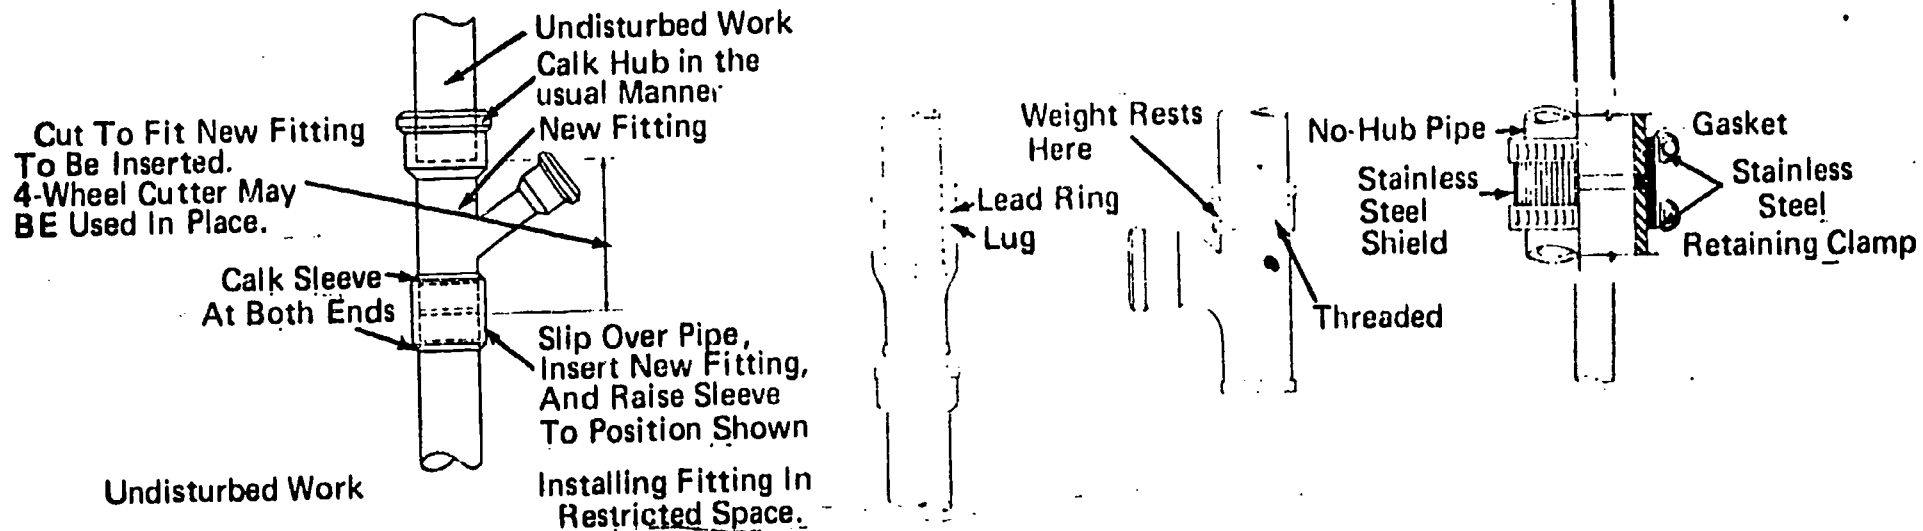 Undisturbed Work
Calk Hub in the
usual Manner
New Fitting
Cut To Fit New Fitting
To Be Inserted.
4-Wheel Cutter May
BE Used In Place.
Calk Sleeve
At Both Ends
Slip Over Pipe,
Insert New Fitting,
And Raise Sleeve
To Position Shown
Undisturbed Work
Installing Fitting In
Restricted Space.
Lead Ring
Lug
Weight Rests
Here
Threaded
No-Hub Pipe
Stainless
Steel
Shield
Gasket
Stainless
Steel
Retaining Clamp